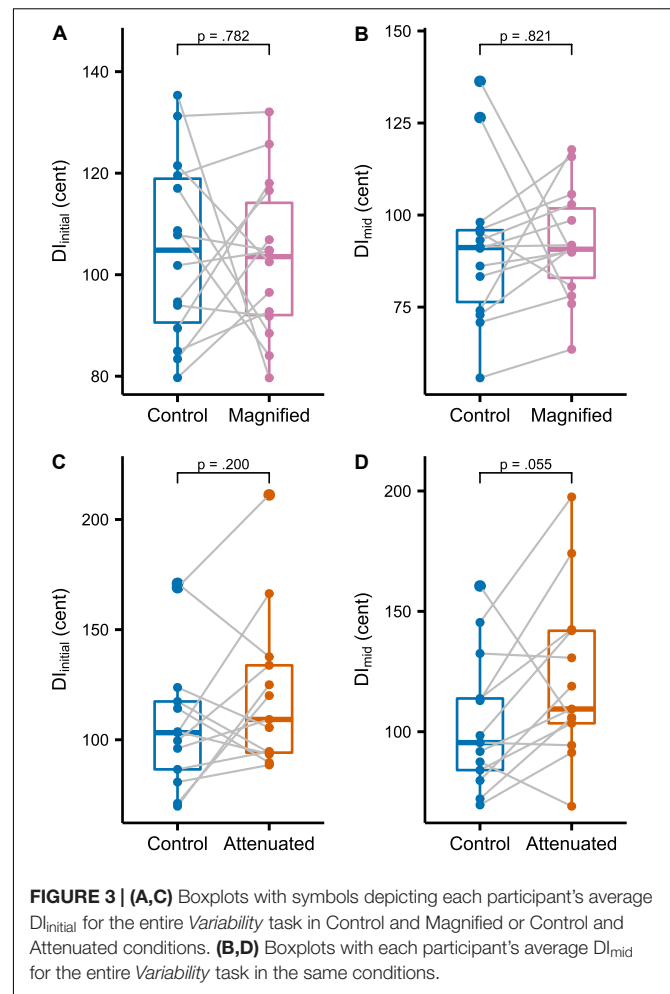 A
p = .782
DIinitial (cent)
140
120
100
80
Control Magnified
B
p = .821
DImid (cent)
150
125
100
75
Control Magnified
C
p = .200
DIinitial (cent)
200
150
100
Control Attenuated
D
p = .055
DImid (cent)
200
150
100
Control Attenuated
FIGURE 3 | (A,C) Boxplots with symbols depicting each participant's average
DIinitial for the entire Variability task in Control and Magnified or Control and
Attenuated conditions. (B,D) Boxplots with each participant's average DImid
for the entire Variability task in the same conditions.